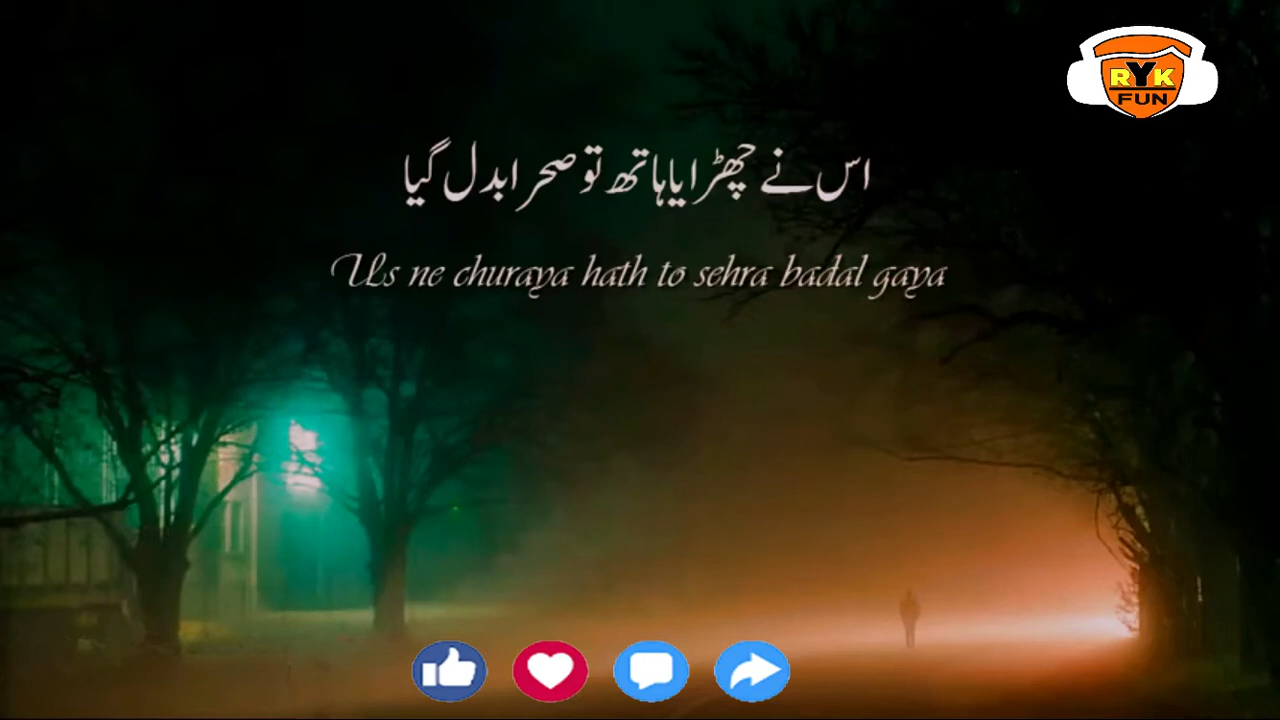 RYK
FUN
اس نے چھڑایا ہاتھ تو صحرا بدل گیا
Us ne churaya hath to sehra badal gaya